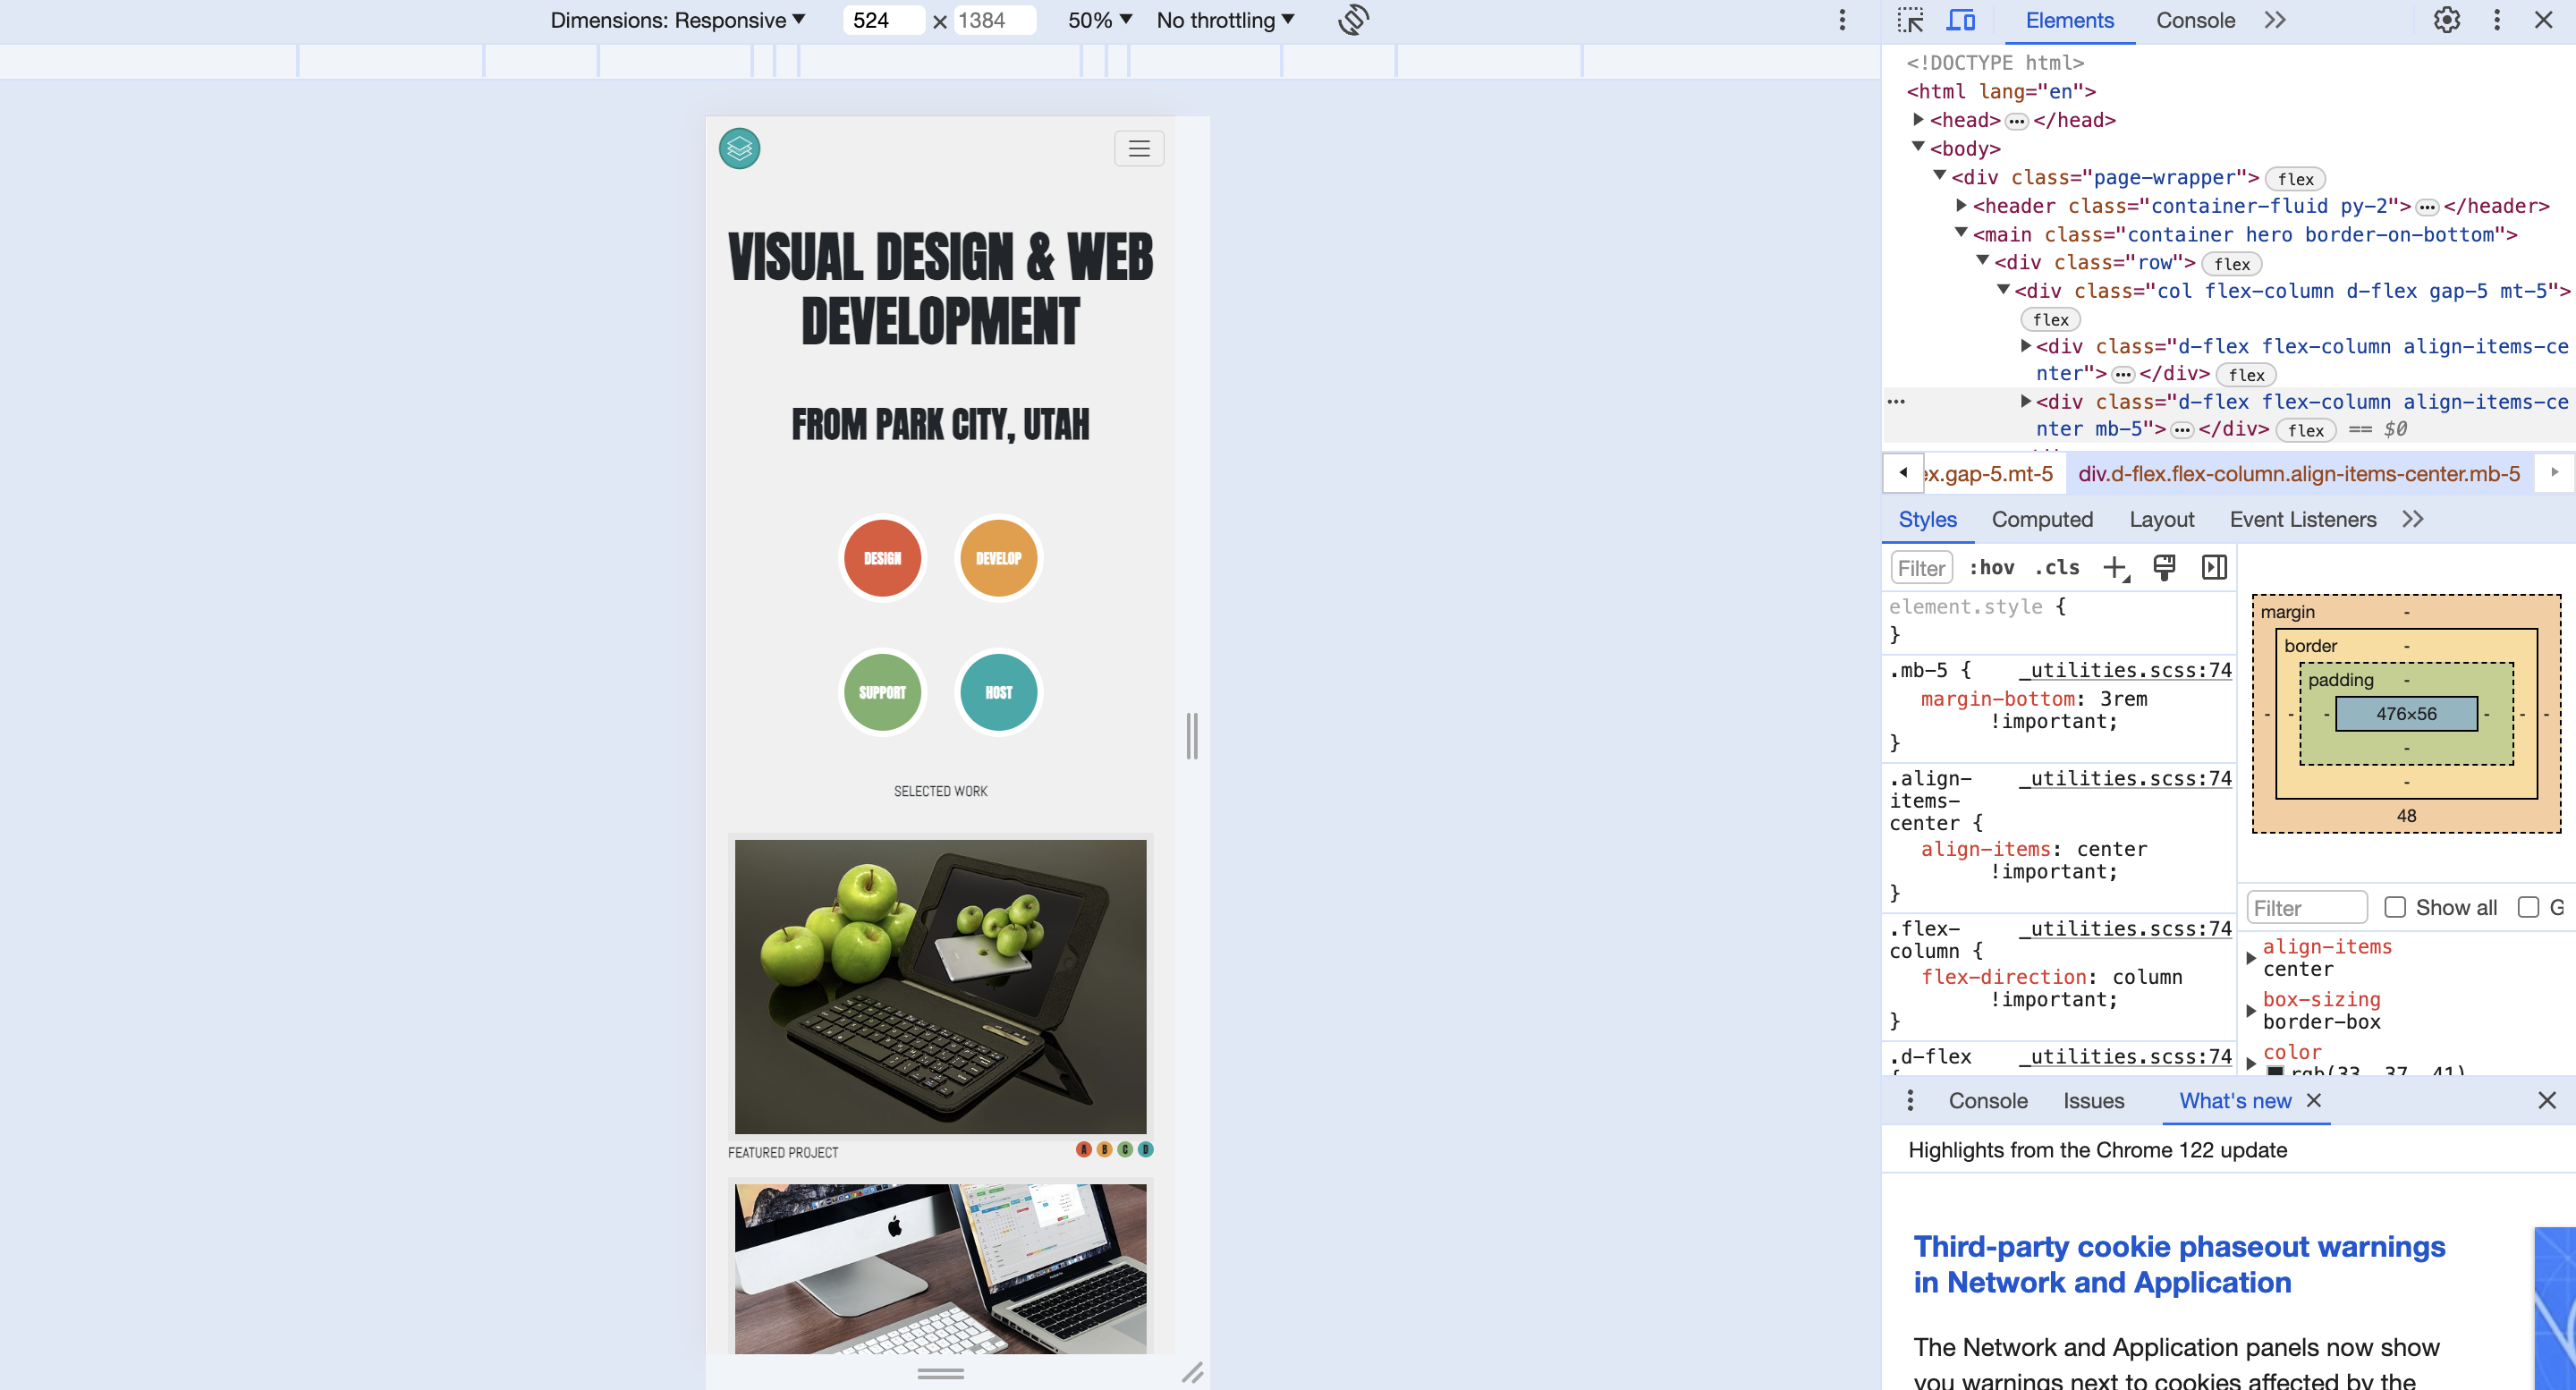 Dimensions: Responsive ▼ 524 × 1384 50% ▼ No throttling ▼
VISUAL DESIGN & WEB
DEVELOPMENT
FROM PARK CITY, UTAH
DESIGN DEVELOP
SUPPORT HOST
SELECTED WORK
FEATURED PROJECT A B C D
Elements Console
<!DOCTYPE html>
<html lang="en">
▶<head>…</head>
▼<body>
▼<div class="page-wrapper"> flex
▶<header class="container-fluid py-2">…</header>
▼<main class="container hero border-on-bottom">
▼<div class="row"> flex
▼<div class="col flex-column d-flex gap-5 mt-5">
flex
▶<div class="d-flex flex-column align-items-ce
nter">…</div> flex
…
▶<div class="d-flex flex-column align-items-ce
nter mb-5">…</div> flex == $0
ex.gap-5.mt-5 div.d-flex.flex-column.align-items-center.mb-5
Styles Computed Layout Event Listeners
Filter :hov .cls
element.style {
}
.mb-5 { _utilities.scss:74
margin-bottom: 3rem
!important;
}
.align- _utilities.scss:74
items-
center {
align-items: center
!important;
}
.flex- _utilities.scss:74
column {
flex-direction: column
!important;
}
.d-flex _utilities.scss:74
{
margin -
border -
padding -
- - - 476×56 - - -
-
-
48
Filter Show all G
align-items
center
box-sizing
border-box
color
rgb(33, 37, 41)
Console Issues What's new
Highlights from the Chrome 122 update
Third-party cookie phaseout warnings
in Network and Application
The Network and Application panels now show
you warnings next to cookies affected by the